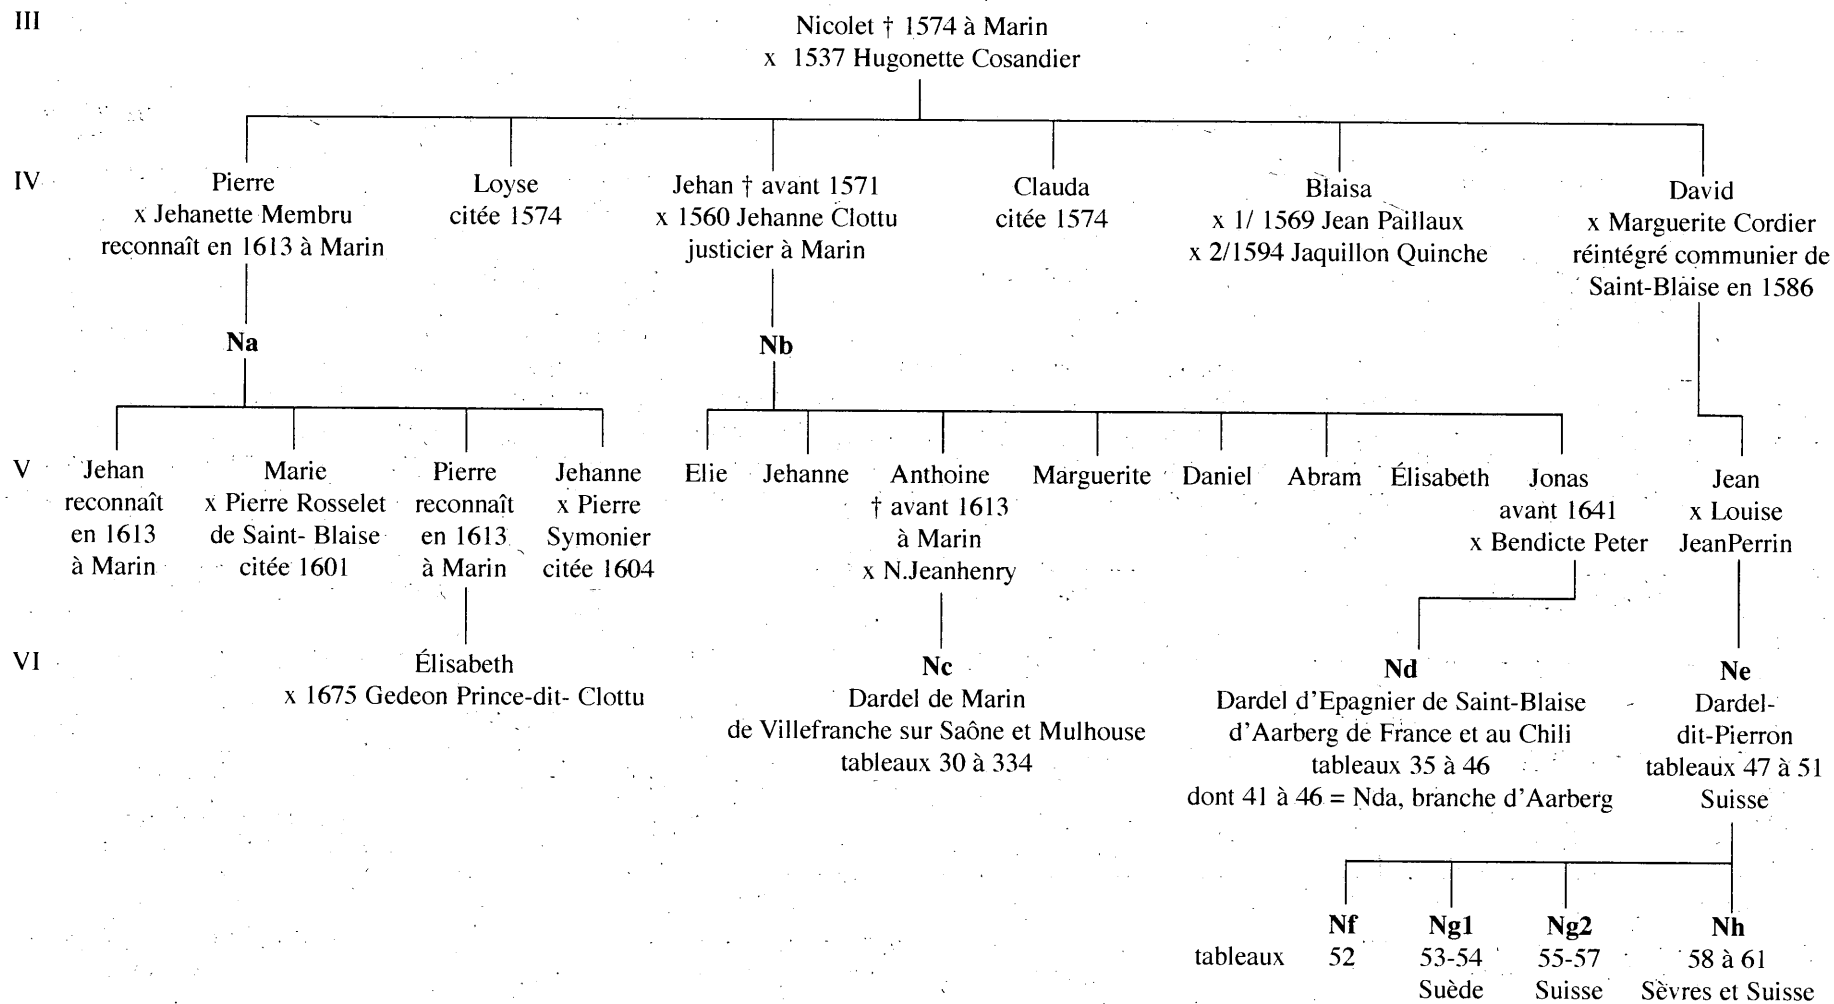 III
Nicolet † 1574 à Marin
x 1537 Hugonette Cosandier
IV
Pierre
x Jehanette Membru
reconnaît en 1613 à Marin
Loyse
citée 1574
Jehan † avant 1571
x 1560 Jehanne Clottu
justicier à Marin
Clauda
citée 1574
Blaisa
x 1/ 1569 Jean Paillaux
x 2/1594 Jaquillon Quinche
David
x Marguerite Cordier
réintégré communier de
Saint-Blaise en 1586
Na
Nb
V
Jehan
reconnaît
en 1613
à Marin
Marie
x Pierre Rosselet
de Saint- Blaise
citée 1601
Pierre
reconnaît
en 1613
à Marin
Jehanne
x Pierre
Symonier
citée 1604
Elie
Jehanne
Anthoine
† avant 1613
à Marin
x N.Jeanhenry
Marguerite
Daniel
Abram
Élisabeth
Jonas
avant 1641
x Bendicte Peter
Jean
x Louise
JeanPerrin
VI
Élisabeth
x 1675 Gedeon Prince-dit- Clottu
Nc
Dardel de Marin
de Villefranche sur Saône et Mulhouse
tableaux 30 à 334
Nd
Dardel d'Epagnier de Saint-Blaise
d'Aarberg de France et au Chili
tableaux 35 à 46
dont 41 à 46 = Nda, branche d'Aarberg
Ne
Dardel-
dit-Pierron
tableaux 47 à 51
Suisse
tableaux
Nf
52
Ng1
53-54
Suède
Ng2
55-57
Suisse
Nh
58 à 61
Sèvres et Suisse